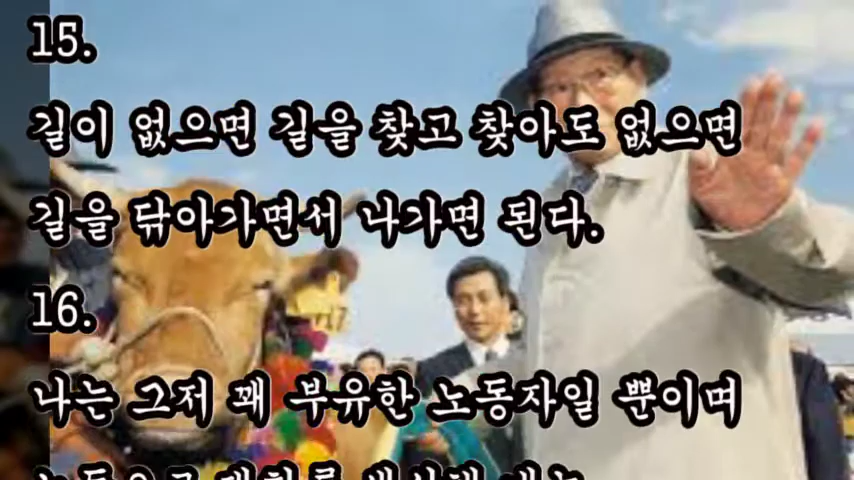 15.
길이 없으면 길을 찾고 찾아도 없으면
길을 닦아가면서 나가면 된다.
16.
나는 그저 꽤 부유한 노동자일 뿐이며